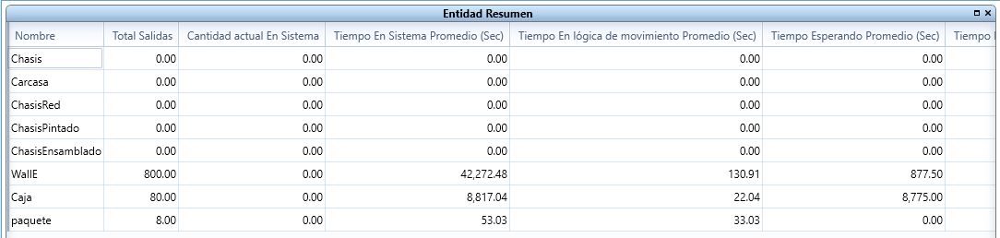 Entidad Resumen
Nombre Total Salidas Cantidad actual En Sistema Tiempo En Sistema Promedio (Sec) Tiempo En lógica de movimiento Promedio (Sec) Tiempo Esperando Promedio (Sec) Tiempo
Chasis 0.00 0.00 0.00 0.00 0.00
Carcasa 0.00 0.00 0.00 0.00 0.00
ChasisRed 0.00 0.00 0.00 0.00 0.00
ChasisPintado 0.00 0.00 0.00 0.00 0.00
ChasisEnsamblado 0.00 0.00 0.00 0.00 0.00
WallE 800.00 0.00 42,272.48 130.91 877.50
Caja 80.00 0.00 8,817.04 22.04 8,775.00
paquete 8.00 0.00 53.03 33.03 0.00